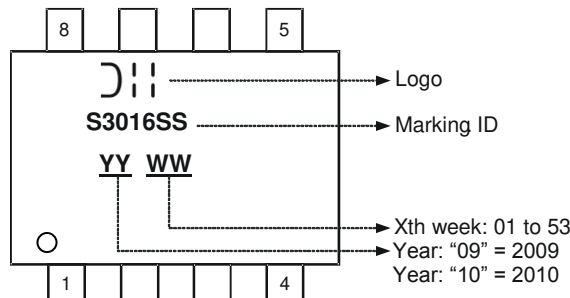 8 5
Logo
S3016SS Marking ID
YY WW
Xth week: 01 to 53
Year: “09” = 2009
Year: “10” = 2010
1 4